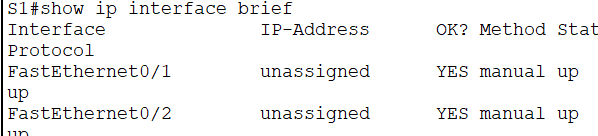 S1#show ip interface brief
Interface IP-Address OK? Method Stat
Protocol
FastEthernet0/1 unassigned YES manual up
up
FastEthernet0/2 unassigned YES manual up
up